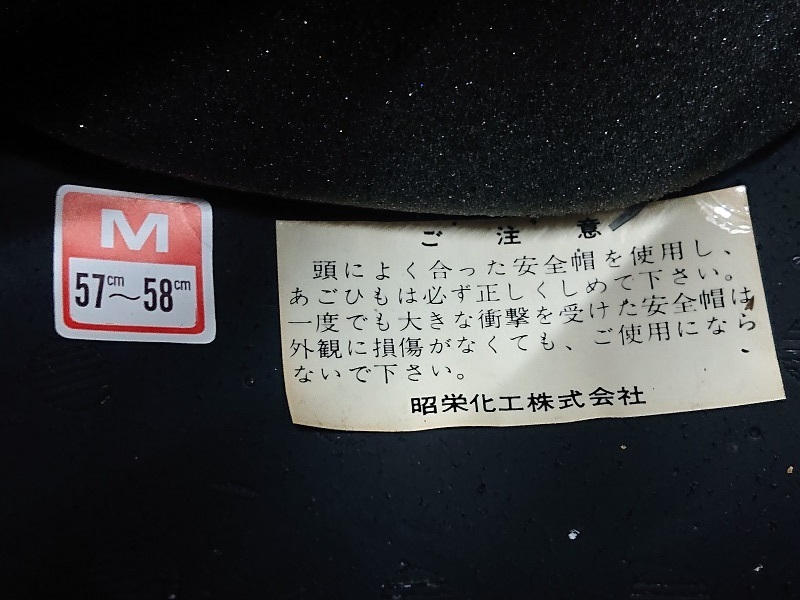 M
57cm～58cm
ご注意
頭によく合った安全帽を使用し、
あごひもは必ず正しくしめて下さい。
一度でも大きな衝撃を受けた安全帽は
外観に損傷がなくても、ご使用になら
ないで下さい。
昭栄化工株式会社